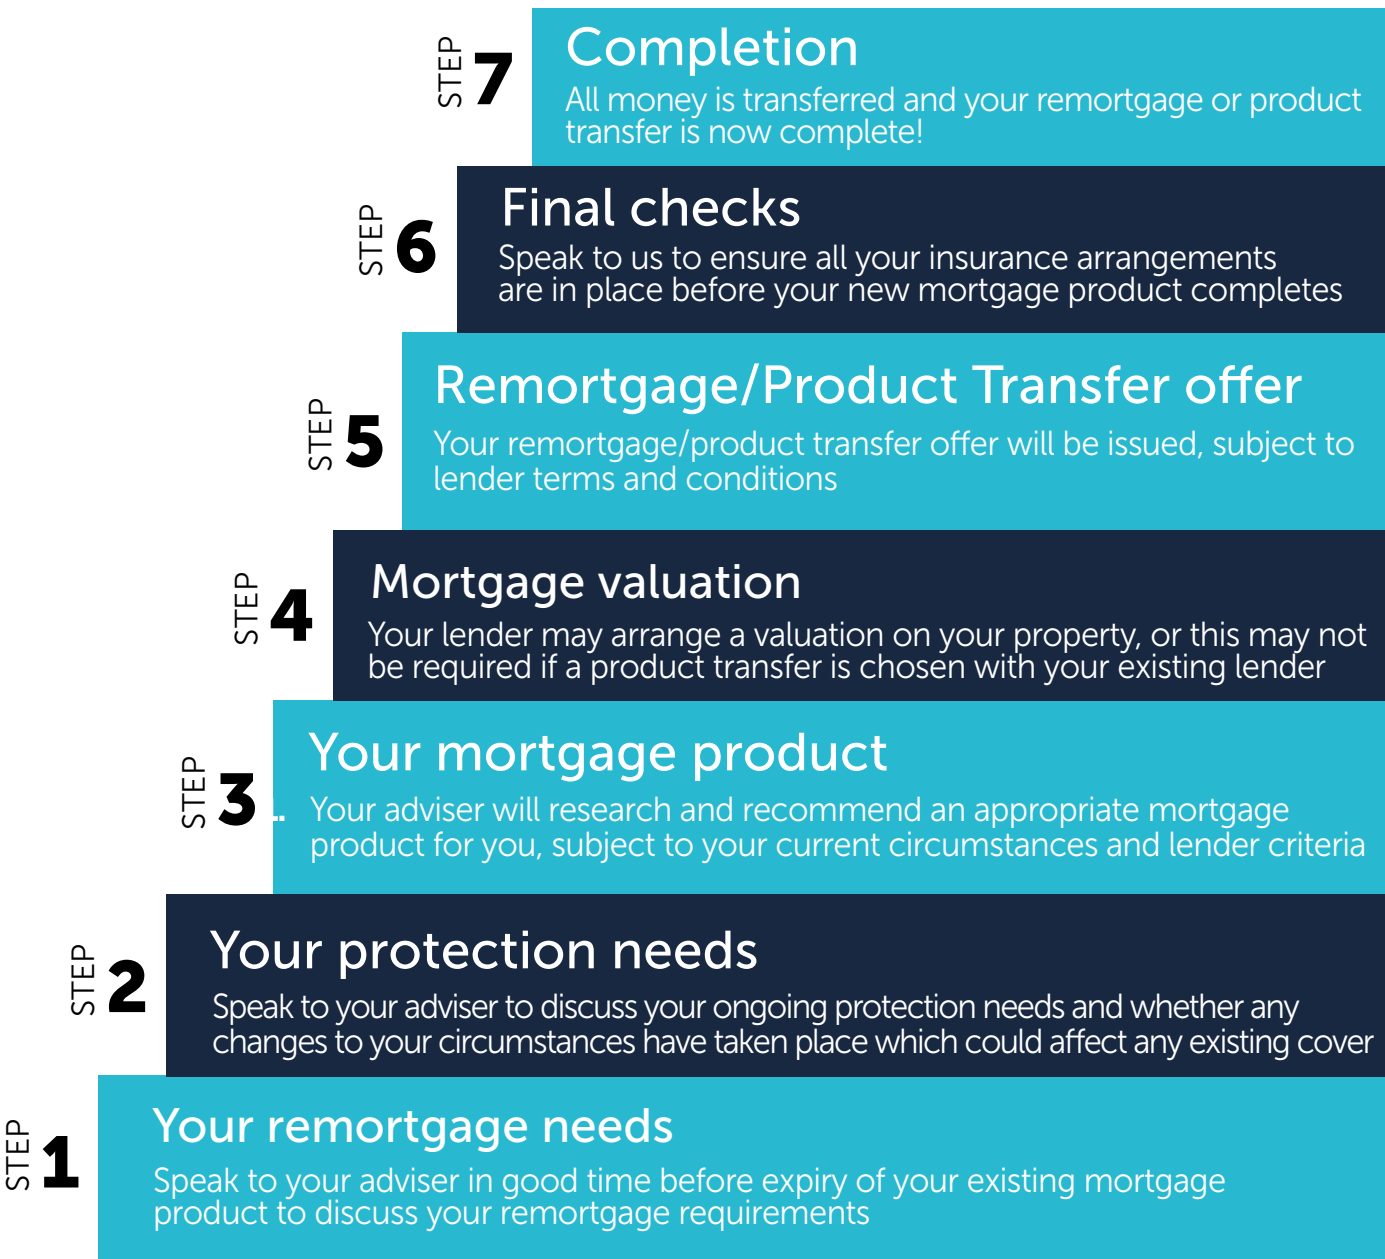 STEP 7
Completion
All money is transferred and your remortgage or product
transfer is now complete!
STEP 6
Final checks
Speak to us to ensure all your insurance arrangements
are in place before your new mortgage product completes
STEP 5
Remortgage/Product Transfer offer
Your remortgage/product transfer offer will be issued, subject to
lender terms and conditions
STEP 4
Mortgage valuation
Your lender may arrange a valuation on your property, or this may not
be required if a product transfer is chosen with your existing lender
STEP 3
Your mortgage product
Your adviser will research and recommend an appropriate mortgage
product for you, subject to your current circumstances and lender criteria
STEP 2
Your protection needs
Speak to your adviser to discuss your ongoing protection needs and whether any
changes to your circumstances have taken place which could affect any existing cover
STEP 1
Your remortgage needs
Speak to your adviser in good time before expiry of your existing mortgage
product to discuss your remortgage requirements